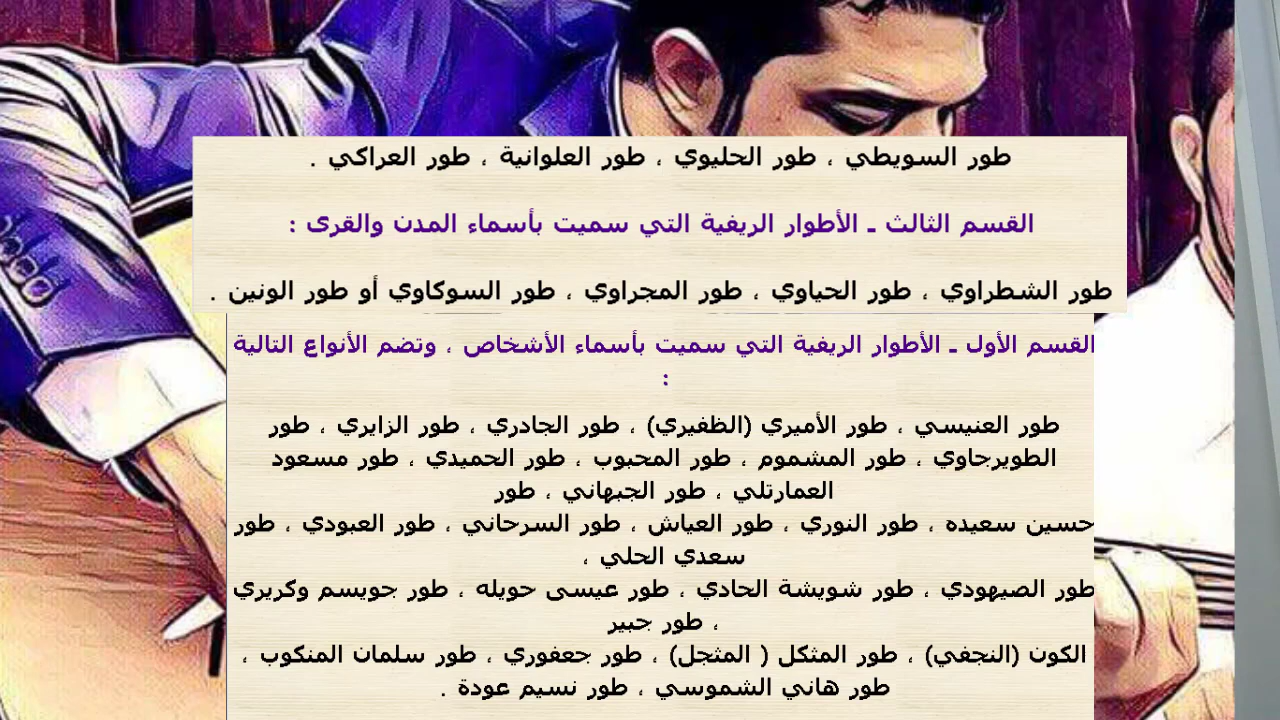 طور السويطي ، طور الحليوي ، طور العلوانية ، طور العراكي .
القسم الثالث ـ الأطوار الريفية التي سميت بأسماء المدن والقرى :
طور الشطراوي ، طور الحياوي ، طور المجراوي ، طور السوكاوي أو طور الونين .
القسم الأول ـ الأطوار الريفية التي سميت بأسماء الأشخاص ، وتضم الأنواع التالية
:
طور العنيسي ، طور الأميري (الظفيري) ، طور الجادري ، طور الزايري ، طور
الطويرجاوي ، طور المشموم ، طور المحبوب ، طور الحميدي ، طور مسعود
العمارتلي ، طور الجبهاني ، طور
حسين سعيده ، طور النوري ، طور العياش ، طور السرحاني ، طور العبودي ، طور
سعدي الحلي ،
طور الصيهودي ، طور شويشة الحادي ، طور عيسى حويله ، طور جويسم وكريري
، طور جبير
الكون (النجفي) ، طور المثكل ( المثجل) ، طور جعفوري ، طور سلمان المنكوب ،
طور هاني الشموسي ، طور نسيم عودة .